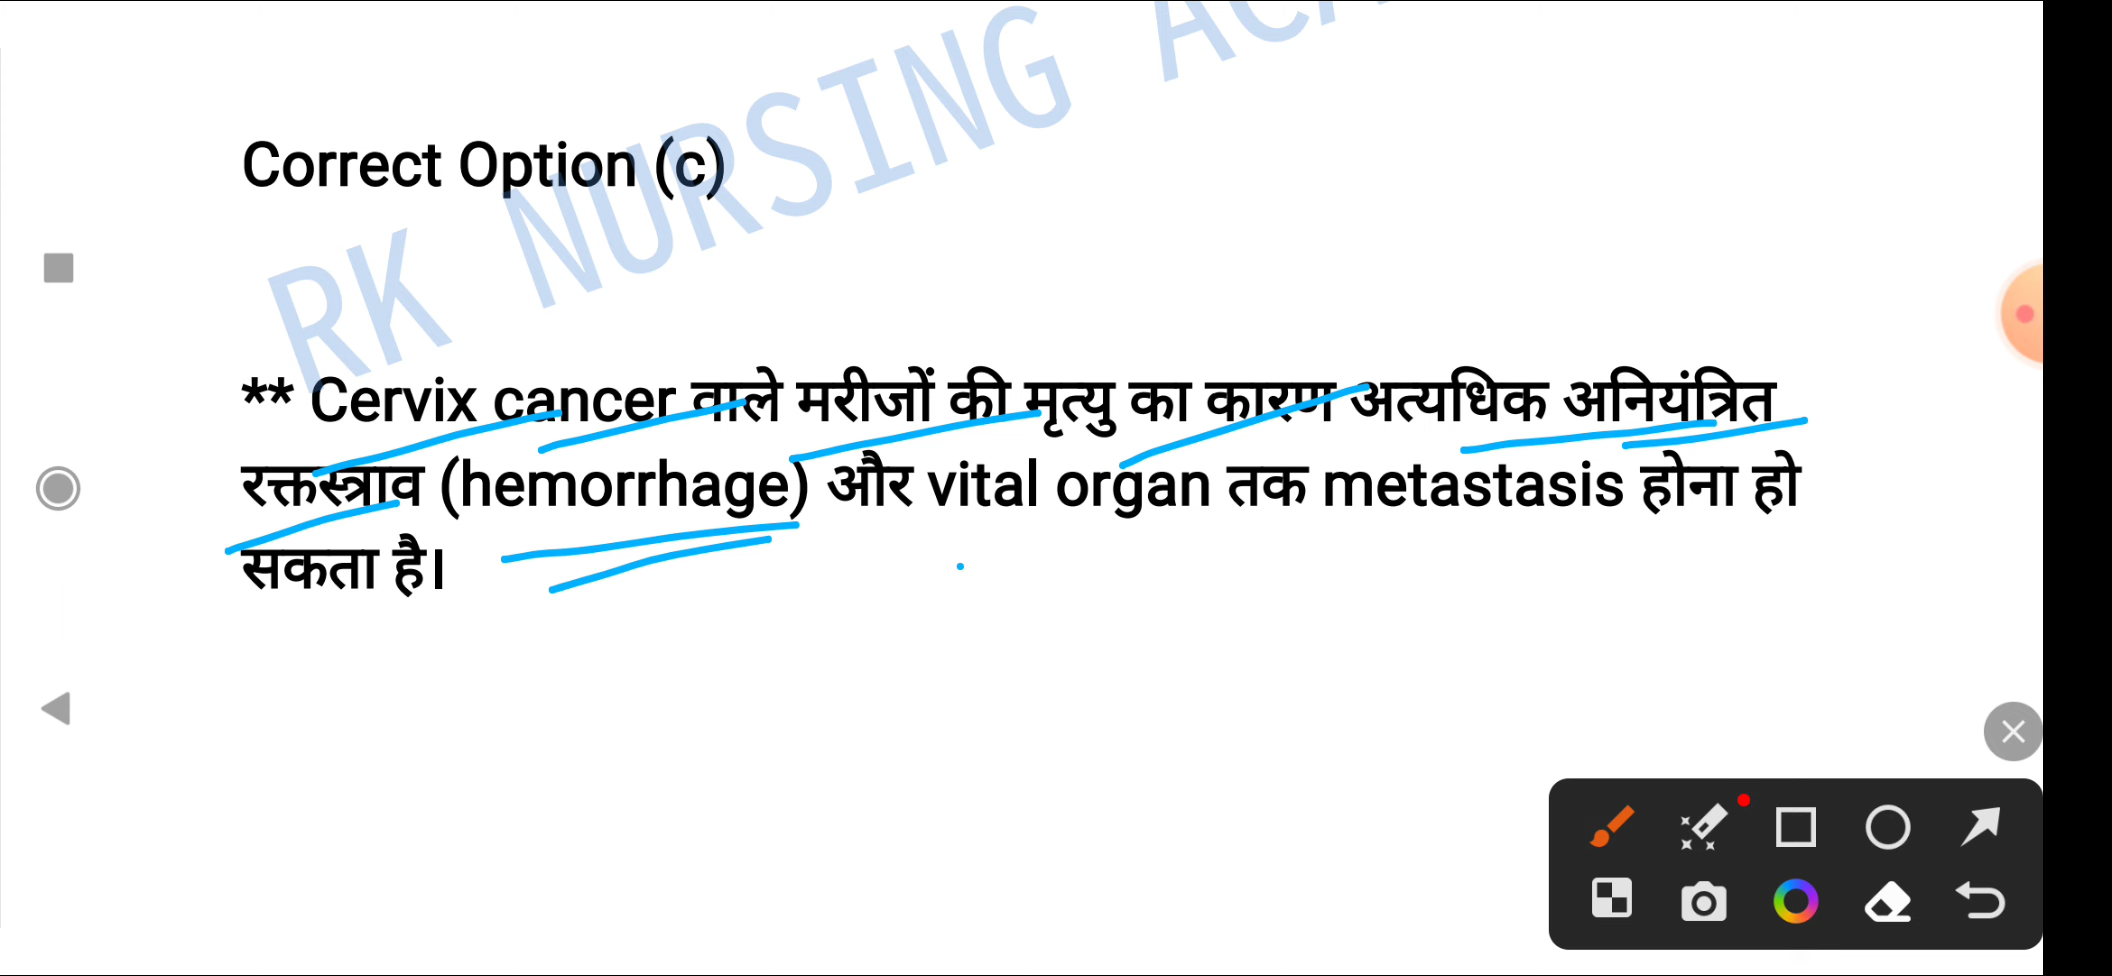 RK NURSING
Correct Option (c)
** Cervix cancer वाले मरीजों की मृत्यु का कारण अत्यधिक अनियंत्रित
रक्तस्त्राव (hemorrhage) और vital organ तक metastasis होना हो
सकता है।